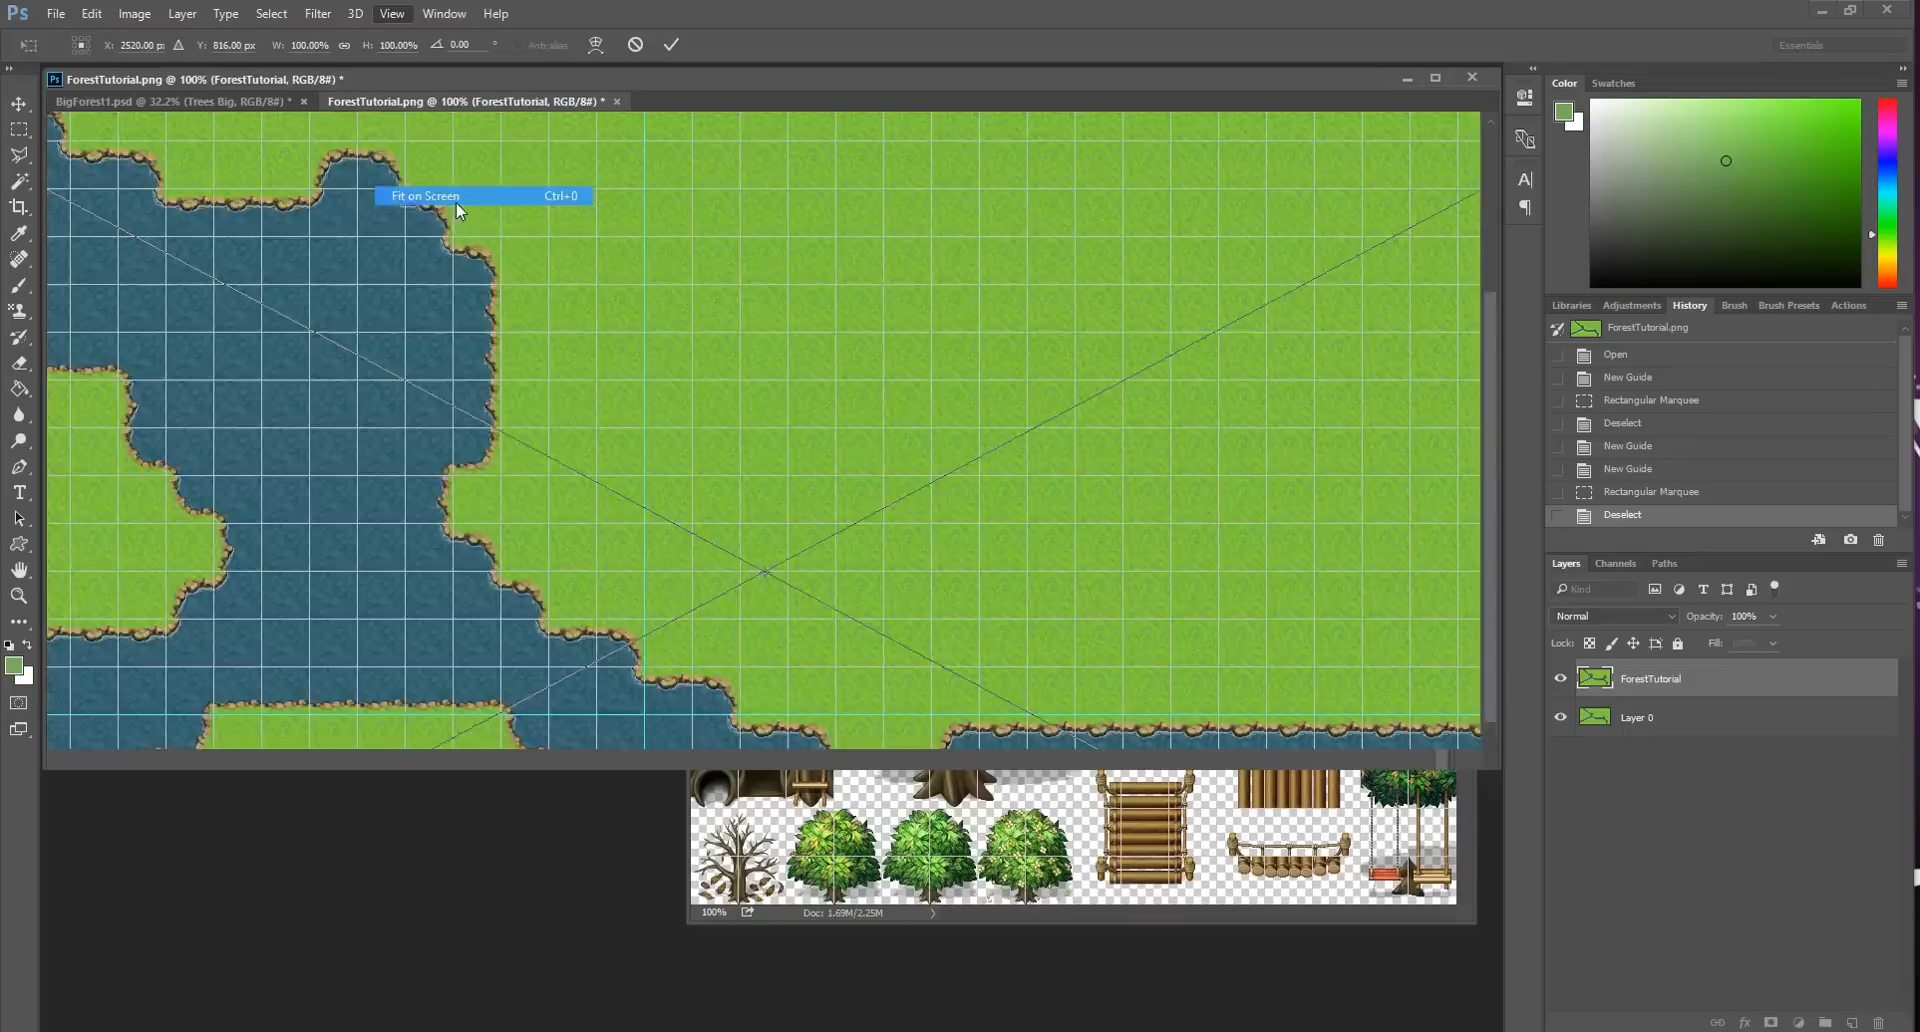 Ps File Edit Image Layer Type Select Filter 3D View Window Help
X: 2520.00 p: Y: 816.00 px W: 100.00% H: 100.00% 0.00 ° Anti-alias Essentials
Ps ForestTutorial.png @ 100% (ForestTutorial, RGB/8#) *
BigForest1.psd @ 32.2% (Trees Big, RGB/8#) * × ForestTutorial.png @ 100% (ForestTutorial, RGB/8#) * ×
Fit on Screen Ctrl+0
100% Doc: 1.69M/2.25M
Color Swatches
Libraries Adjustments History Brush Brush Presets Actions
ForestTutorial.png
Open
New Guide
Rectangular Marquee
Deselect
New Guide
New Guide
Rectangular Marquee
Deselect
Layers Channels Paths
Kind
Normal Opacity: 100%
Lock: Fill:
ForestTutorial
Layer 0
fx